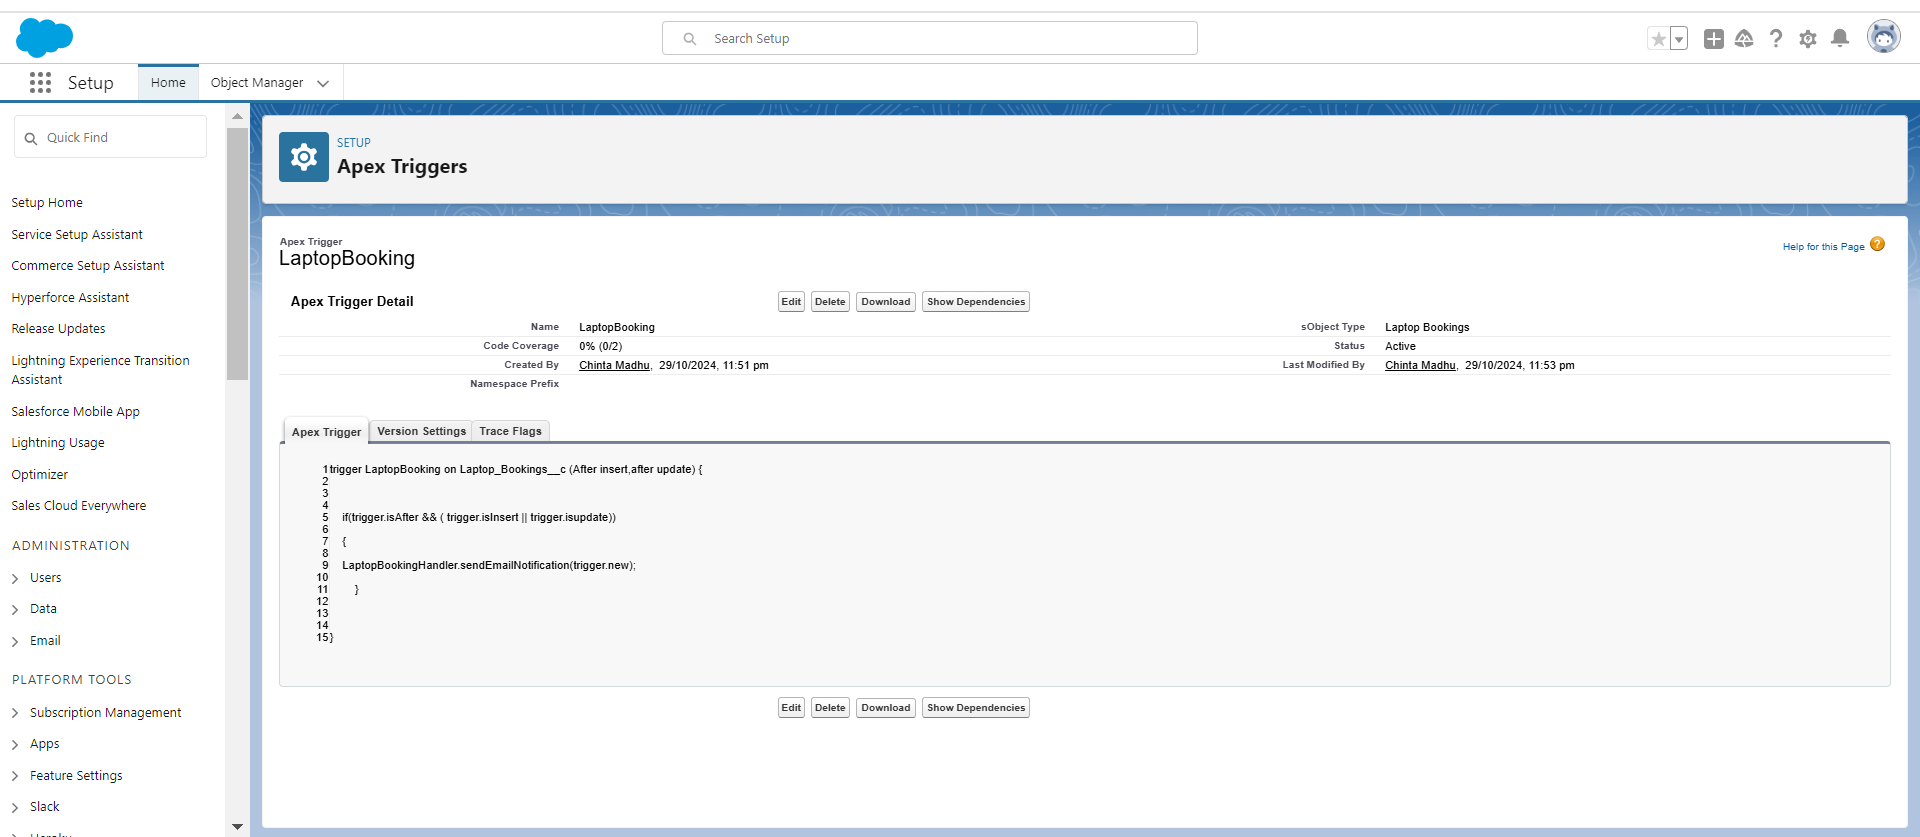 Search Setup
Setup
Home
Object Manager
Quick Find
Setup Home
Service Setup Assistant
Commerce Setup Assistant
Hyperforce Assistant
Release Updates
Lightning Experience Transition
Assistant
Salesforce Mobile App
Lightning Usage
Optimizer
Sales Cloud Everywhere
ADMINISTRATION
Users
Data
Email
PLATFORM TOOLS
Subscription Management
Apps
Feature Settings
Slack
SETUP
Apex Triggers
Apex Trigger
LaptopBooking
Help for this Page ?
Apex Trigger Detail
Edit Delete Download Show Dependencies
Name LaptopBooking sObject Type Laptop Bookings
Code Coverage 0% (0/2) Status Active
Created By Chinta Madhu, 29/10/2024, 11:51 pm Last Modified By Chinta Madhu, 29/10/2024, 11:53 pm
Namespace Prefix
Apex Trigger Version Settings Trace Flags
1 trigger LaptopBooking on Laptop_Bookings__c (After insert,after update) {
2
3
4
5 if(trigger.isAfter && ( trigger.isInsert || trigger.isupdate))
6
7 {
8
9 LaptopBookingHandler.sendEmailNotification(trigger.new);
10
11 }
12
13
14
15 }
Edit Delete Download Show Dependencies